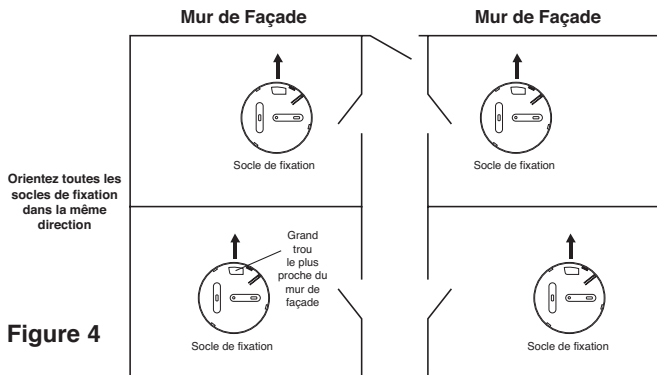 Mur de Façade
Mur de Façade
Socle de fixation
Socle de fixation
Orientez toutes les
socles de fixation
dans la même
direction
Grand
trou
le plus
proche du
mur de
façade
Figure 4
Socle de fixation
Socle de fixation